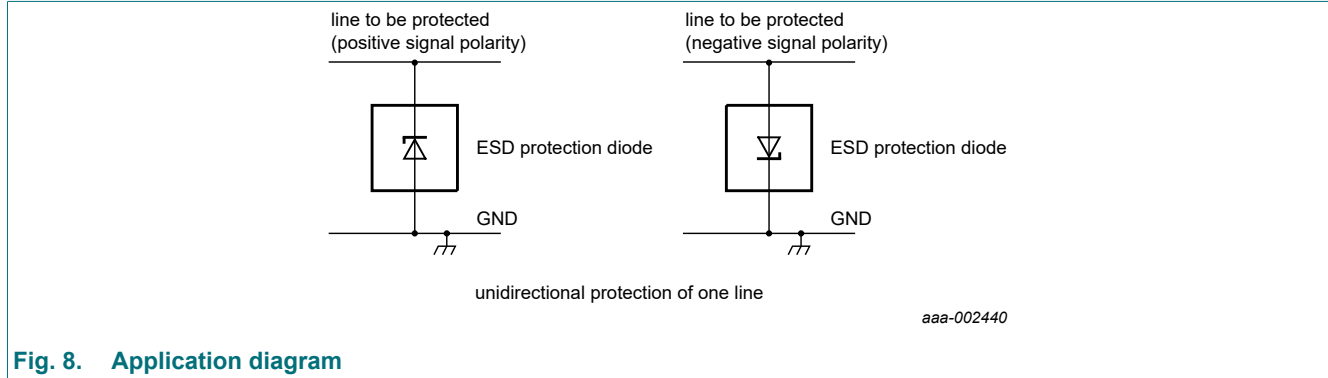 line to be protected
(positive signal polarity)
ESD protection diode
GND
line to be protected
(negative signal polarity)
ESD protection diode
GND
unidirectional protection of one line
aaa-002440
Fig. 8. Application diagram